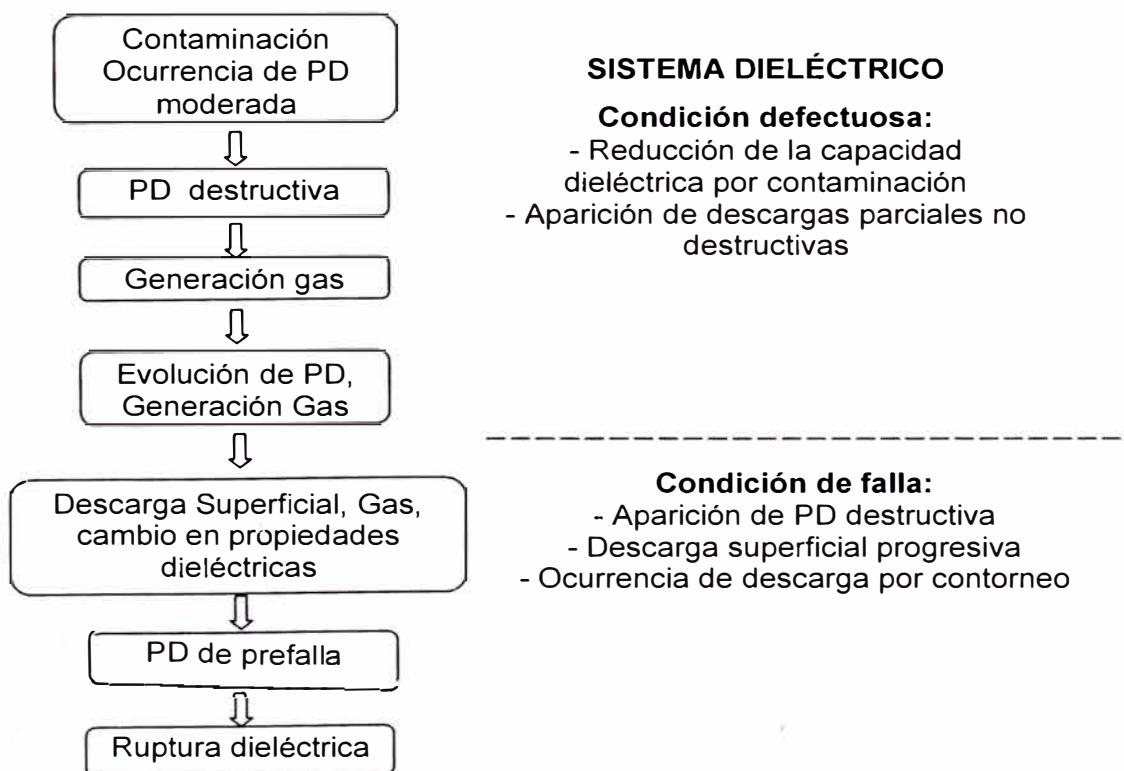 Contaminación
Ocurrencia de PD
moderada
PD destructiva
Generación gas
Evolución de PD,
Generación Gas
Descarga Superficial, Gas,
cambio en propiedades
dieléctricas
PD de prefalla
Ruptura dieléctrica
SISTEMA DIELÉCTRICO
Condición defectuosa:
- Reducción de la capacidad
dieléctrica por contaminación
- Aparición de descargas parciales no
destructivas
Condición de falla:
- Aparición de PD destructiva
- Descarga superficial progresiva
- Ocurrencia de descarga por contorneo